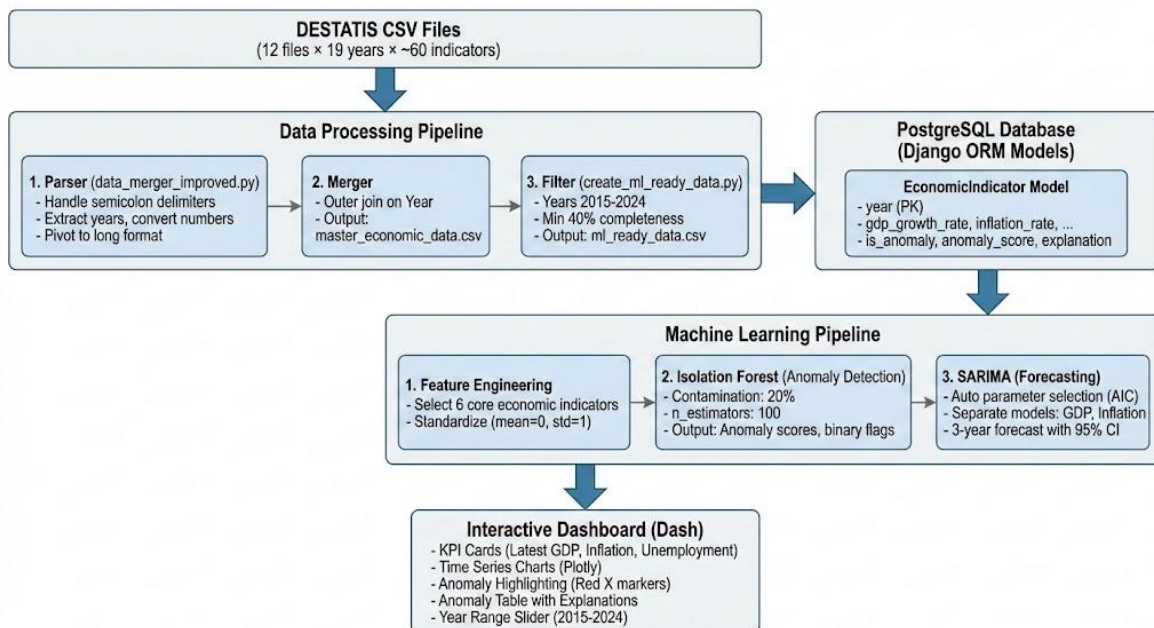 DESTATIS CSV Files
(12 files × 19 years × ~60 indicators)
Data Processing Pipeline
1. Parser (data_merger_improved.py)
- Handle semicolon delimiters
- Extract years, convert numbers
- Pivot to long format
2. Merger
- Outer join on Year
- Output:
master_economic_data.csv
3. Filter (create_ml_ready_data.py)
- Years 2015-2024
- Min 40% completeness
- Output: ml_ready_data.csv
PostgreSQL Database
(Django ORM Models)
EconomicIndicator Model
- year (PK)
- gdp_growth_rate, inflation_rate, ...
- is_anomaly, anomaly_score, explanation
Machine Learning Pipeline
1. Feature Engineering
- Select 6 core economic indicators
- Standardize (mean=0, std=1)
2. Isolation Forest (Anomaly Detection)
- Contamination: 20%
- n_estimators: 100
- Output: Anomaly scores, binary flags
3. SARIMA (Forecasting)
- Auto parameter selection (AIC)
- Separate models: GDP, Inflation
- 3-year forecast with 95% CI
Interactive Dashboard (Dash)
- KPI Cards (Latest GDP, Inflation, Unemployment)
- Time Series Charts (Plotly)
- Anomaly Highlighting (Red X markers)
- Anomaly Table with Explanations
- Year Range Slider (2015-2024)